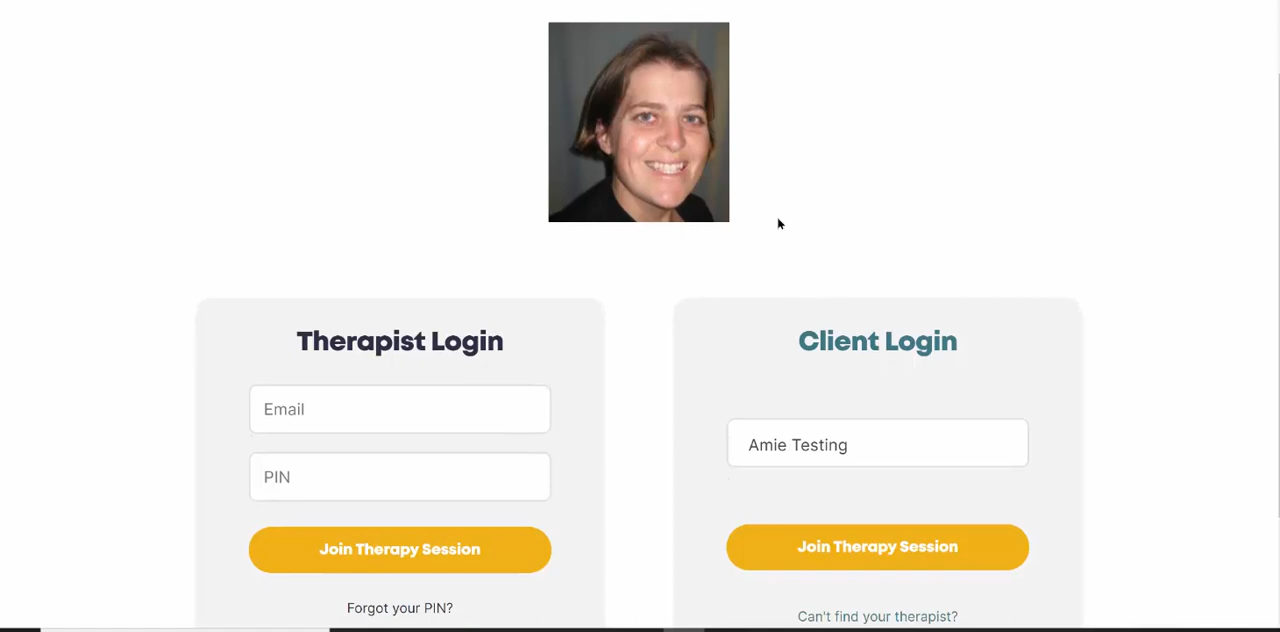 Therapist Login
Email
PIN
Join Therapy Session
Forgot your PIN?
Client Login
Amie Testing
Join Therapy Session
Can't find your therapist?